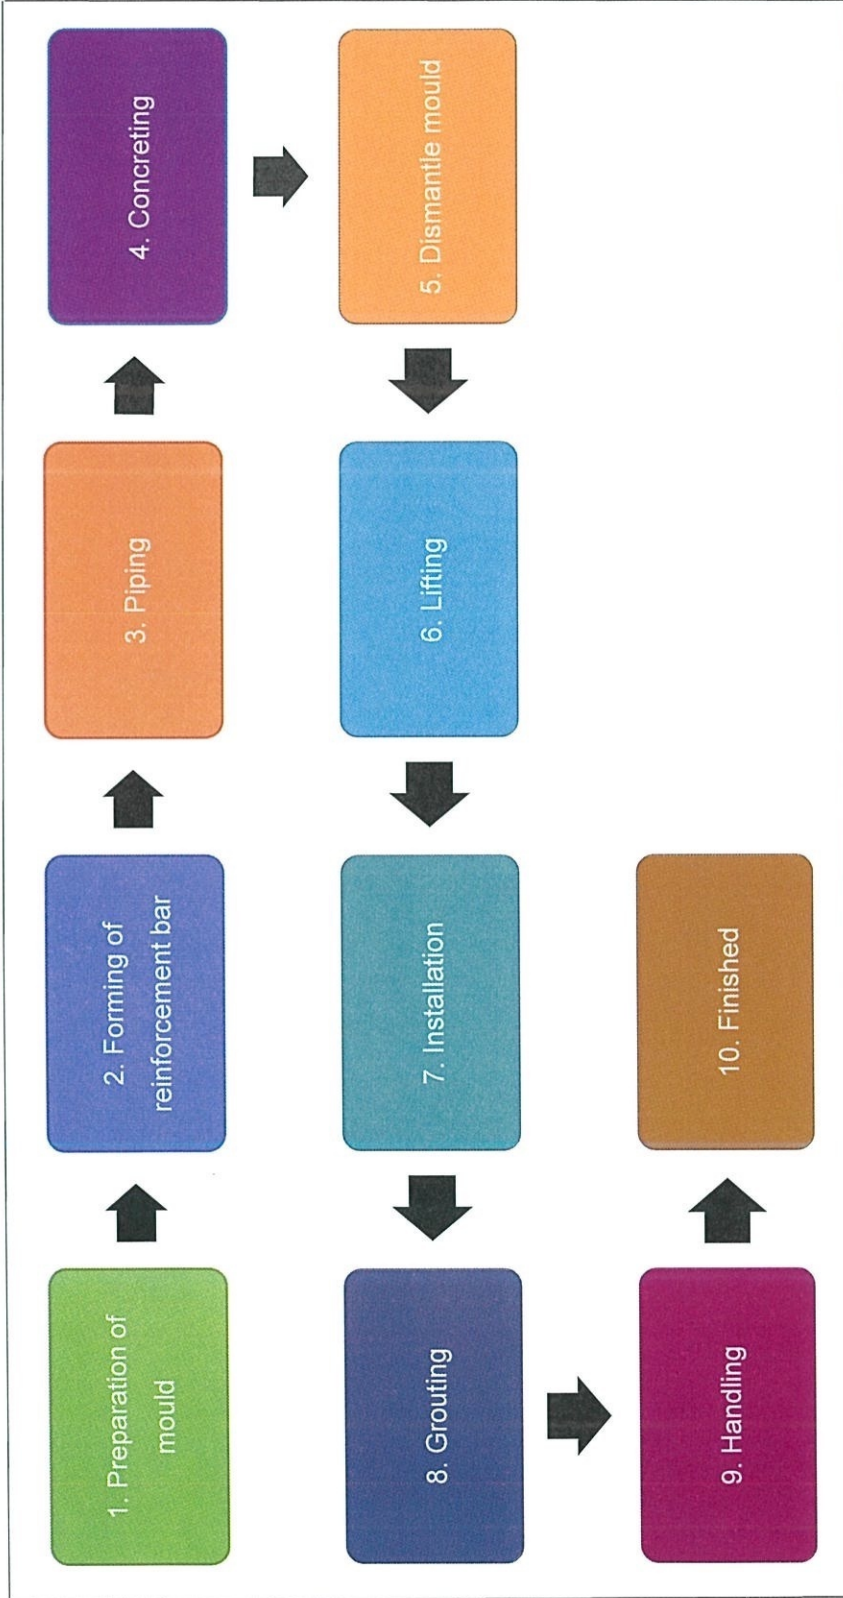 1. Preparation of
mould
2. Forming of
reinforcement bar
3. Piping
4. Concreting
5. Dismantle mould
6. Lifting
7. Installation
8. Grouting
9. Handling
10. Finished